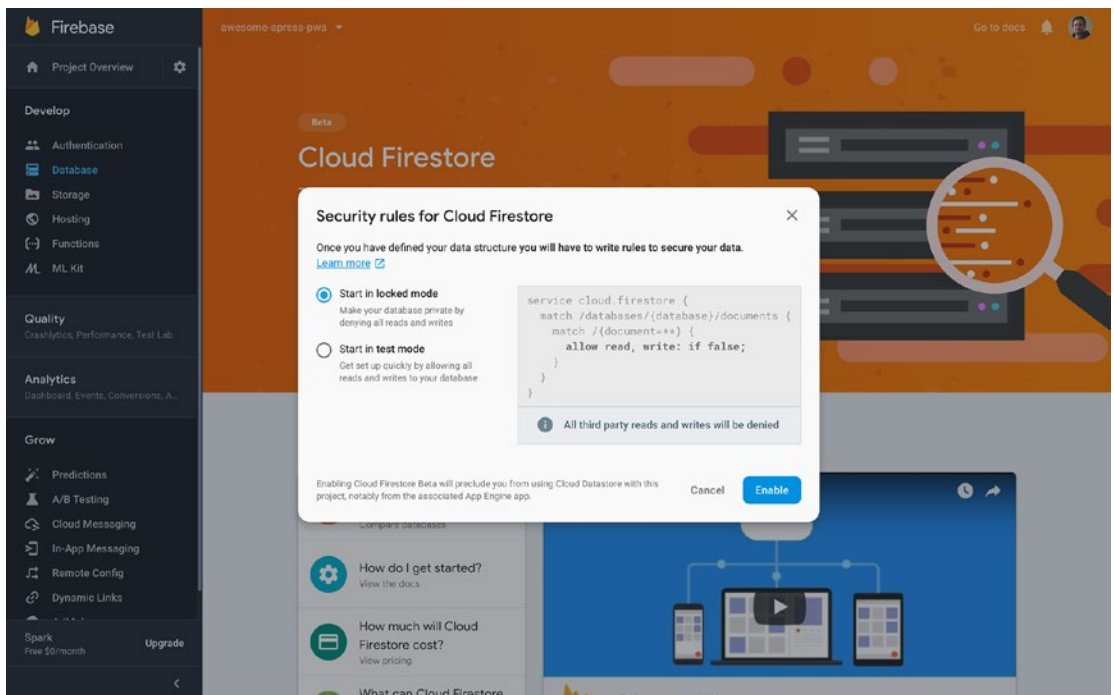 Firebase
Project Overview
Develop
Authentication
Database
Storage
Hosting
Functions
ML Kit
Quality
Crashlytics, Performance, Test Lab
Analytics
Dashboard, Events, Conversions, A...
Grow
Predictions
A/B Testing
Cloud Messaging
In-App Messaging
Remote Config
Dynamic Links
Spark
Free $0/month
Upgrade
awesome-apress-pwa
Go to docs
Beta
Cloud Firestore
Security rules for Cloud Firestore
Once you have defined your data structure you will have to write rules to secure your data.
Learn more
Start in locked mode
Make your database private by
denying all reads and writes
Start in test mode
Get set up quickly by allowing all
reads and writes to your database
service cloud.firestore {
match /databases/{database}/documents {
match /{document=**} {
allow read, write: if false;
}
}
}
All third party reads and writes will be denied
Enabling Cloud Firestore Beta will preclude you from using Cloud Datastore with this
project, notably from the associated App Engine app.
Cancel
Enable
Compare databases
How do I get started?
View the docs
How much will Cloud
Firestore cost?
View pricing
What can Cloud Firestore